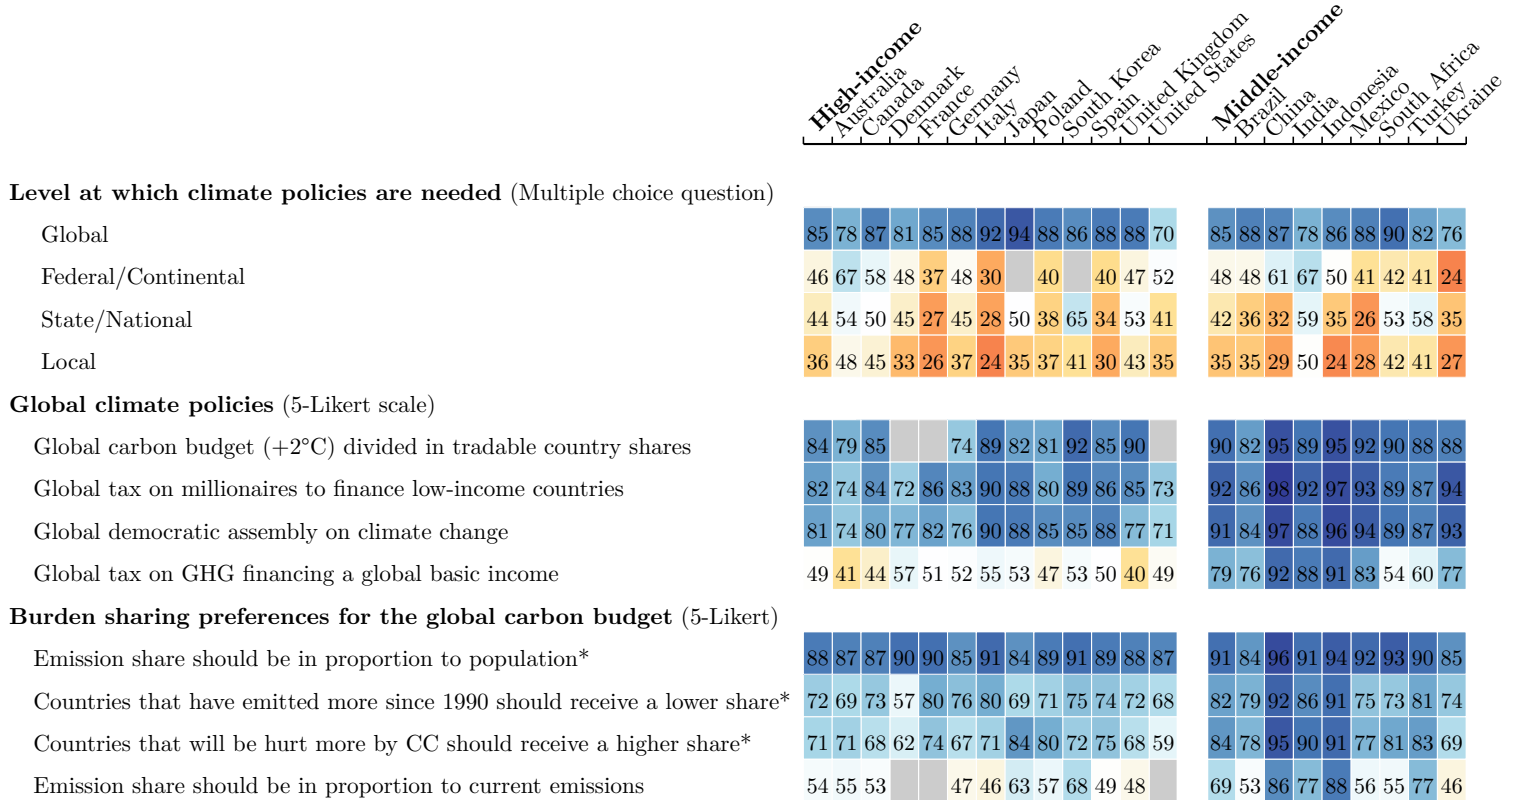 High-income Australia Canada Denmark France Germany Italy Japan Poland South Korea Spain United Kingdom United States Middle-income Brazil China India Indonesia Mexico South Africa Turkey Ukraine
Level at which climate policies are needed (Multiple choice question)
Global 85 78 87 81 85 88 92 94 88 86 88 88 70 85 88 87 78 86 88 90 82 76
Federal/Continental 46 67 58 48 37 48 30 40 40 47 52 48 48 61 67 50 41 42 41 24
State/National 44 54 50 45 27 45 28 50 38 65 34 53 41 42 36 32 59 35 26 53 58 35
Local 36 48 45 33 26 37 24 35 37 41 30 43 35 35 35 29 50 24 28 42 41 27
Global climate policies (5-Likert scale)
Global carbon budget (+2°C) divided in tradable country shares 84 79 85 74 89 82 81 92 85 90 90 82 95 89 95 92 90 88 88
Global tax on millionaires to finance low-income countries 82 74 84 72 86 83 90 88 80 89 86 85 73 92 86 98 92 97 93 89 87 94
Global democratic assembly on climate change 81 74 80 77 82 76 90 88 85 85 88 77 71 91 84 97 88 96 94 89 87 93
Global tax on GHG financing a global basic income 49 41 44 57 51 52 55 53 47 53 50 40 49 79 76 92 88 91 83 54 60 77
Burden sharing preferences for the global carbon budget (5-Likert)
Emission share should be in proportion to population* 88 87 87 90 90 85 91 84 89 91 89 88 87 91 84 96 91 94 92 93 90 85
Countries that have emitted more since 1990 should receive a lower share* 72 69 73 57 80 76 80 69 71 75 74 72 68 82 79 92 86 91 75 73 81 74
Countries that will be hurt more by CC should receive a higher share* 71 71 68 62 74 67 71 84 80 72 75 68 59 84 78 95 90 91 77 81 83 69
Emission share should be in proportion to current emissions 54 55 53 47 46 63 57 68 49 48 69 53 86 77 88 56 55 77 46